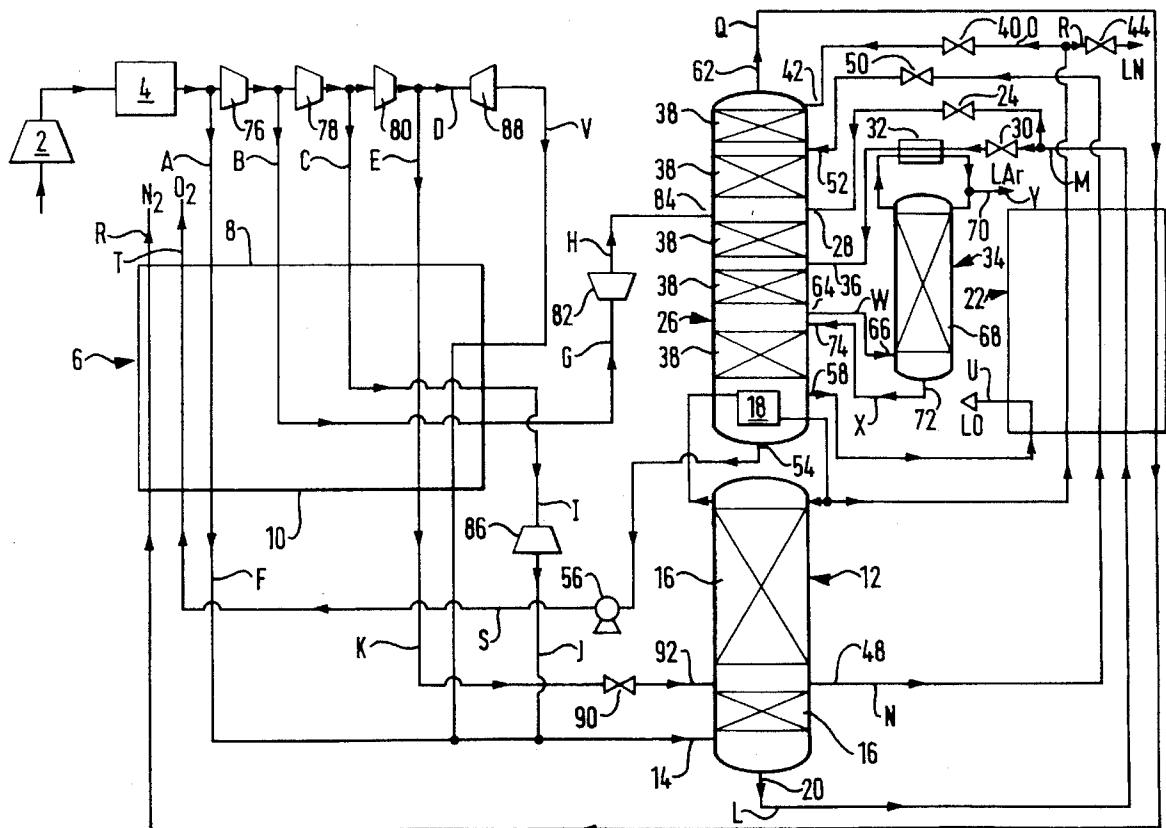 Q
40
O
R
44
LN
62
42
50
2
4
76
78
80
D
88
V
38
24
32
30
A
B
C
E
38
52
LAr
M
N2
O2
84
70
Y
R
T
8
H
38
28
34
38
36
64
W
22
6
82
26
66
68
G
38
74
58
U
18
X
72
LO
54
10
I
86
F
56
16
12
K
S
J
92
48
90
N
14
16
20
L